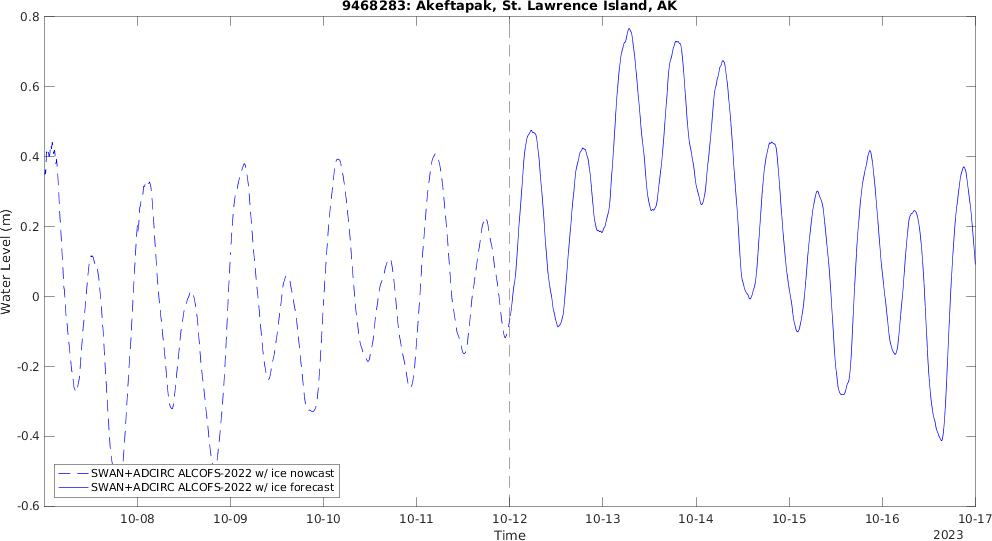 9468283: Akeftapak, St. Lawrence Island, AK
Water Level (m)
0.8
0.6
0.4
0.2
0
-0.2
-0.4
-0.6
SWAN+ADCIRC ALCOFS-2022 w/ ice nowcast
SWAN+ADCIRC ALCOFS-2022 w/ ice forecast
10-08 10-09 10-10 10-11 10-12 10-13 10-14 10-15 10-16 10-17
Time
2023